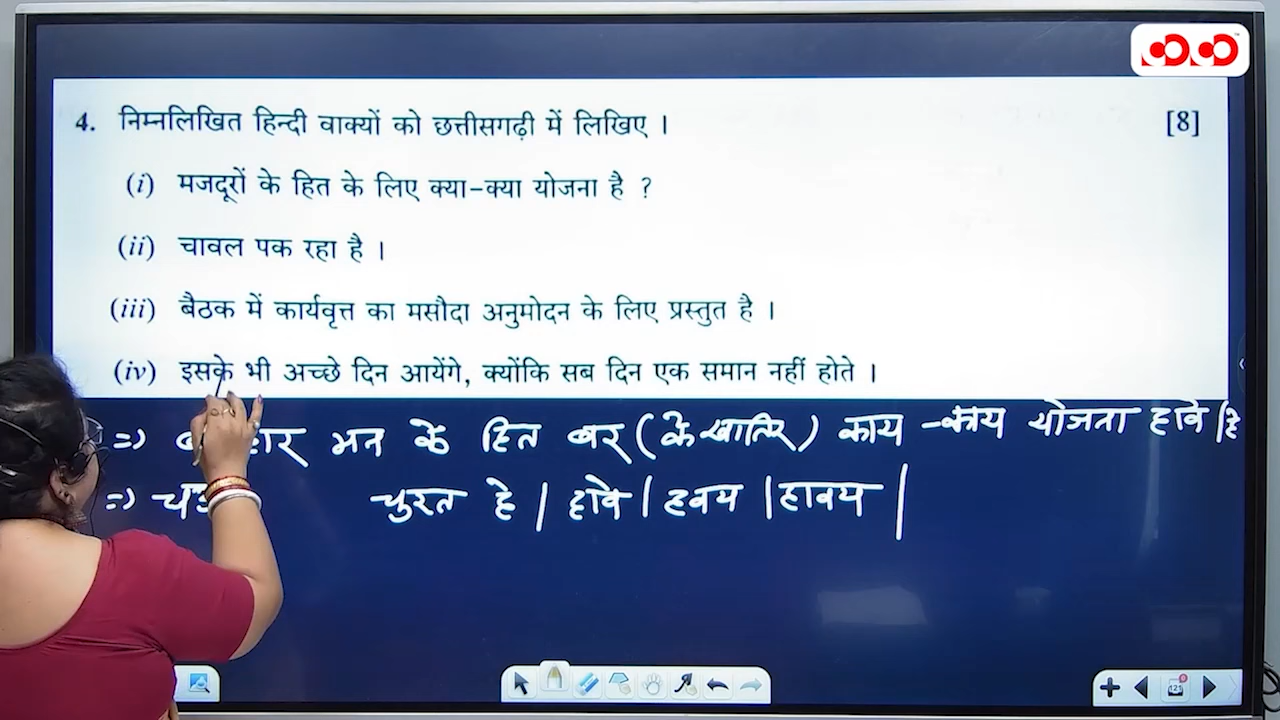 4. निम्नलिखित हिन्दी वाक्यों को छत्तीसगढ़ी में लिखिए । [8]
(i) मजदूरों के हित के लिए क्या-क्या योजना है ?
(ii) चावल पक रहा है ।
(iii) बैठक में कार्यवृत्त का मसौदा अनुमोदन के लिए प्रस्तुत है ।
(iv) इसके भी अच्छे दिन आयेंगे, क्योंकि सब दिन एक समान नहीं होते ।
⇒ मन के हित बर (के खातिर) काय -काय योजना हावे | हे
⇒ चुरत हे | हावे | हवय | हावय |